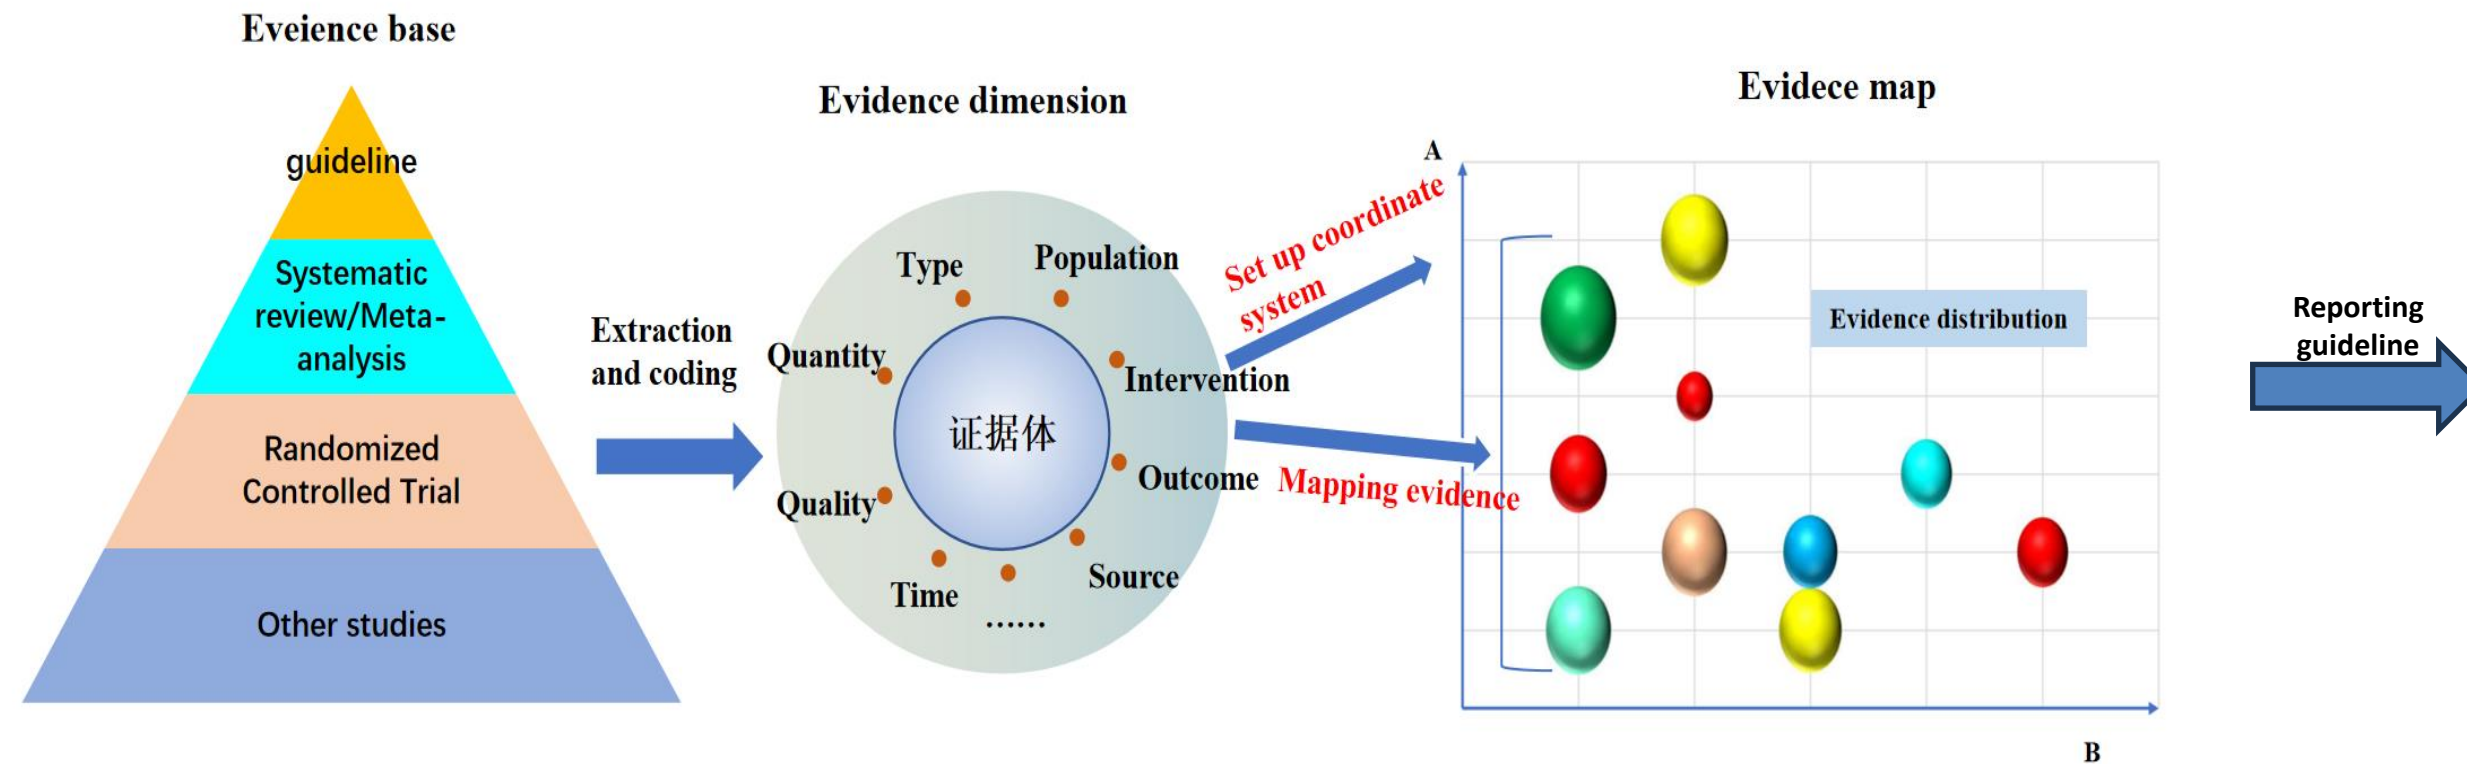 Eveience base
guideline
Systematic
review/Meta-
analysis
Randomized
Controlled Trial
Other studies
Extraction
and coding
Evidence dimension
Type
Population
Quantity
Intervention
证据体
Outcome
Quality
Source
Time
......
Set up coordinate
system
Mapping evidence
Evidece map
A
Evidence distribution
B
Reporting
guideline